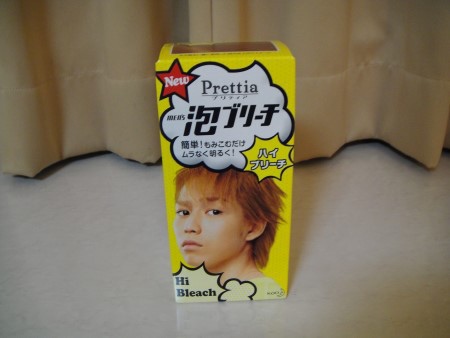 New
Prettia
プリティア
MEN'S
泡ブリーチ
簡単!もみこむだけ
ムラなく明るく!
ハイ
ブリーチ
Hi
Bleach